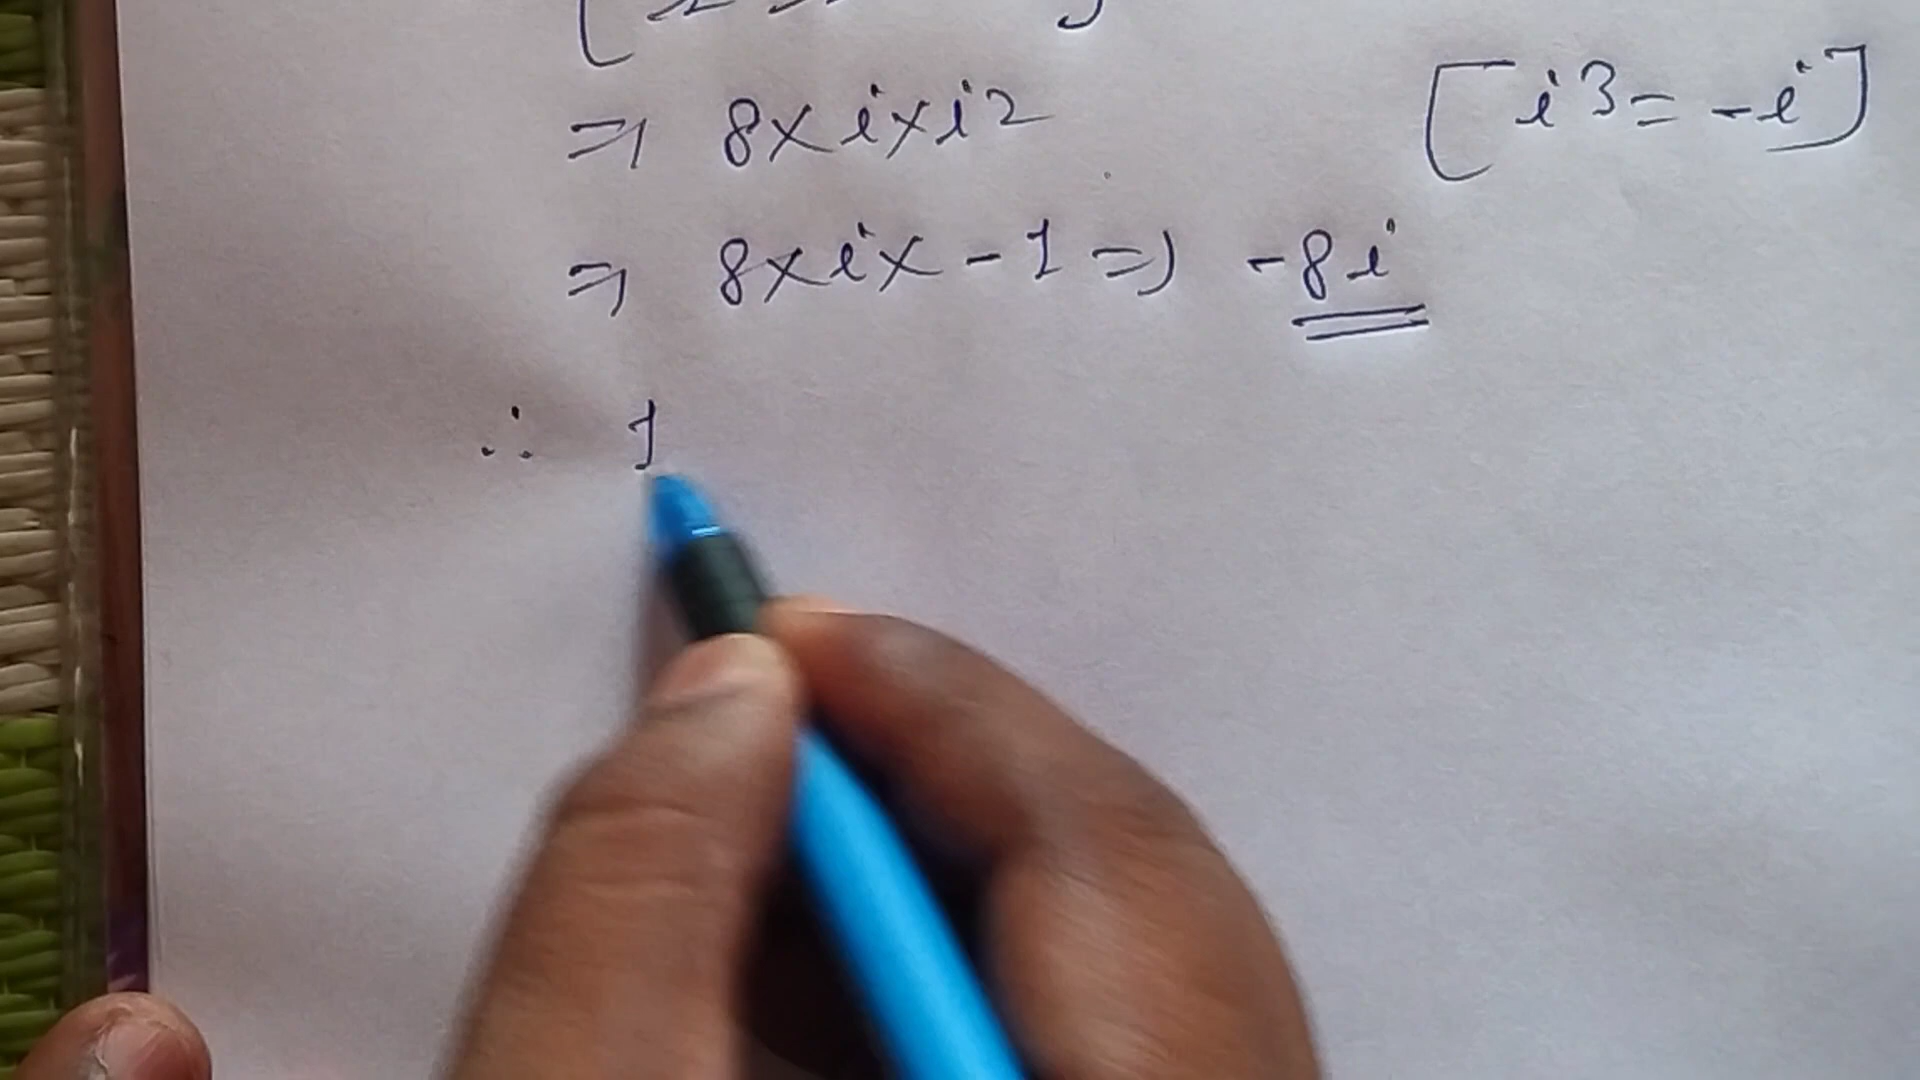 ⇒ 8×i×i² [i³ = -i]
⇒ 8×i×-1 ⇒ -8i
∴ 1